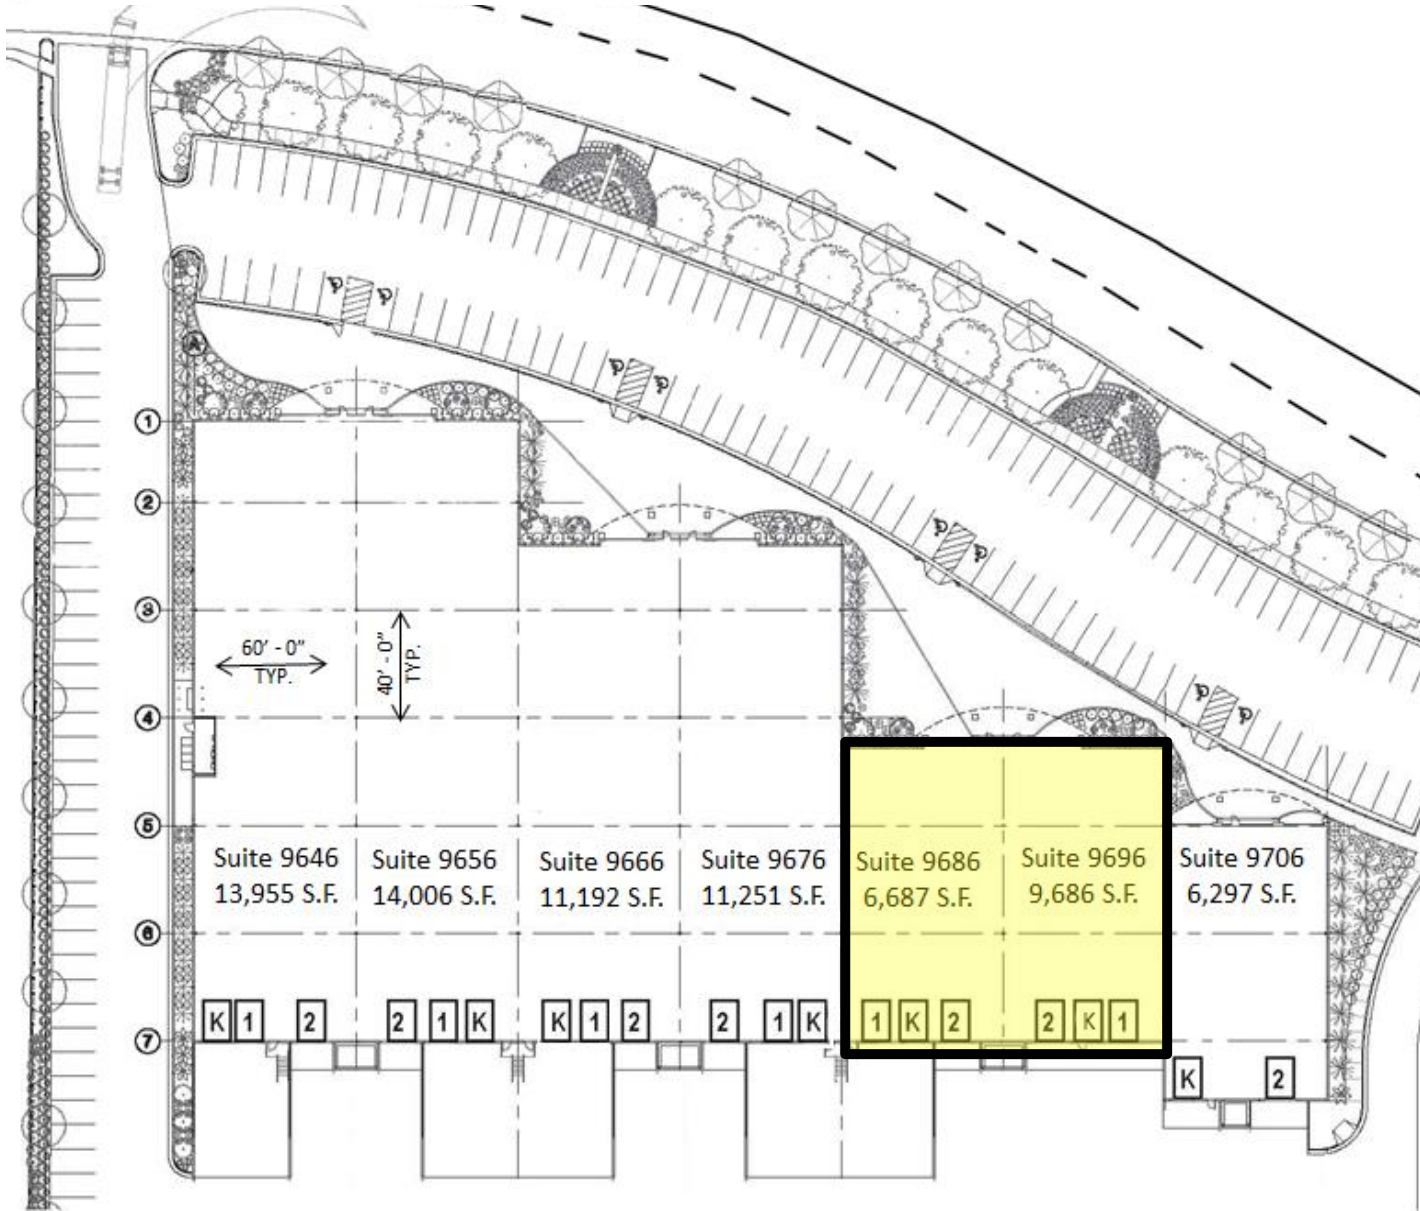 A
1
2
3
60' - 0"
TYP.
40' - 0"
TYP.
4
5
Suite 9646
13,955 S.F.
Suite 9656
14,006 S.F.
Suite 9666
11,192 S.F.
Suite 9676
11,251 S.F.
Suite 9686
6,687 S.F.
Suite 9696
9,686 S.F.
Suite 9706
6,297 S.F.
6
K 1 2 2 1 K K 1 2 2 1 K 1 K 2 2 K 1
7
K 2